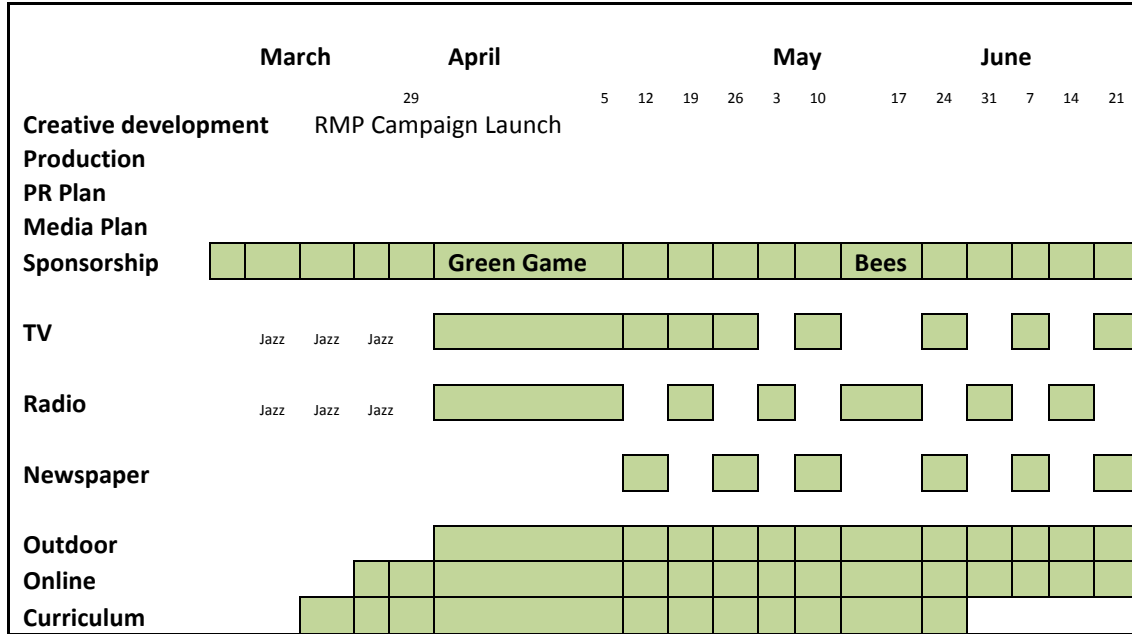 March April May June
29 5 12 19 26 3 10 17 24 31 7 14 21
Creative development RMP Campaign Launch
Production
PR Plan
Media Plan
Sponsorship Green Game Bees
TV Jazz Jazz Jazz
Radio Jazz Jazz Jazz
Newspaper
Outdoor
Online
Curriculum